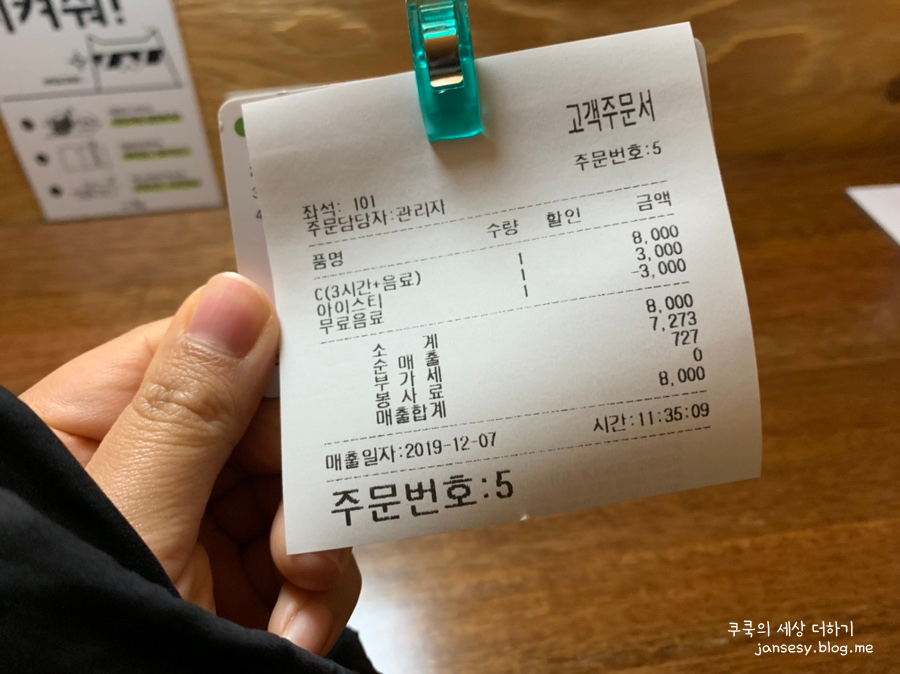 켜줘!
고객주문서
주문번호:5
좌석: 101
주문담당자:관리자
품명 수량 할인 금액
C(3시간+음료) 1 8,000
아이스티 1 3,000
무료음료 1 -3,000
소 계 8,000
순 매 출 7,273
부 가 세 727
봉 사 료 0
매출합계 8,000
매출일자:2019-12-07 시간:11:35:09
주문번호:5
쿠쿡의 세상 더하기
jansesy.blog.me